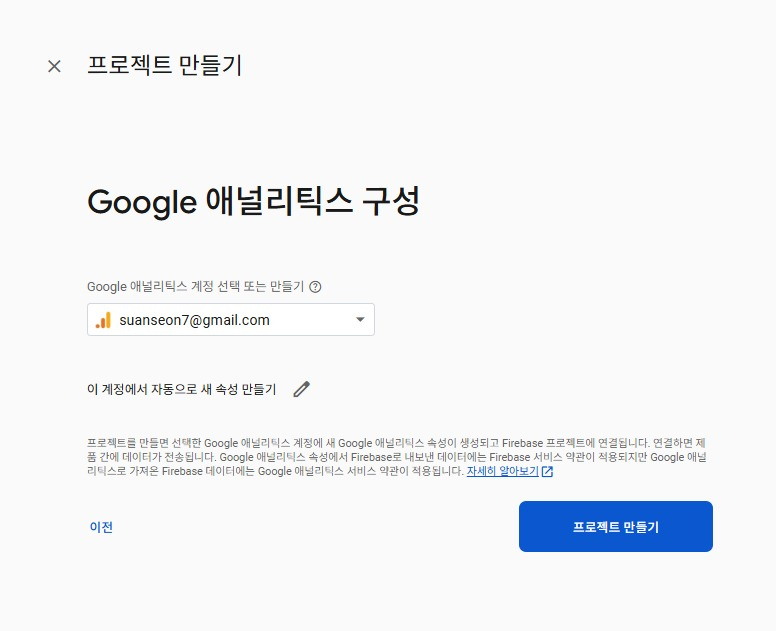 프로젝트 만들기
Google 애널리틱스 구성
Google 애널리틱스 계정 선택 또는 만들기
suanseon7@gmail.com
이 계정에서 자동으로 새 속성 만들기
프로젝트를 만들면 선택한 Google 애널리틱스 계정에 새 Google 애널리틱스 속성이 생성되고 Firebase 프로젝트에 연결됩니다. 연결하면 제
품 간에 데이터가 전송됩니다. Google 애널리틱스 속성에서 Firebase로 내보낸 데이터에는 Firebase 서비스 약관이 적용되지만 Google 애널
리틱스로 가져온 Firebase 데이터에는 Google 애널리틱스 서비스 약관이 적용됩니다. 자세히 알아보기
이전
프로젝트 만들기